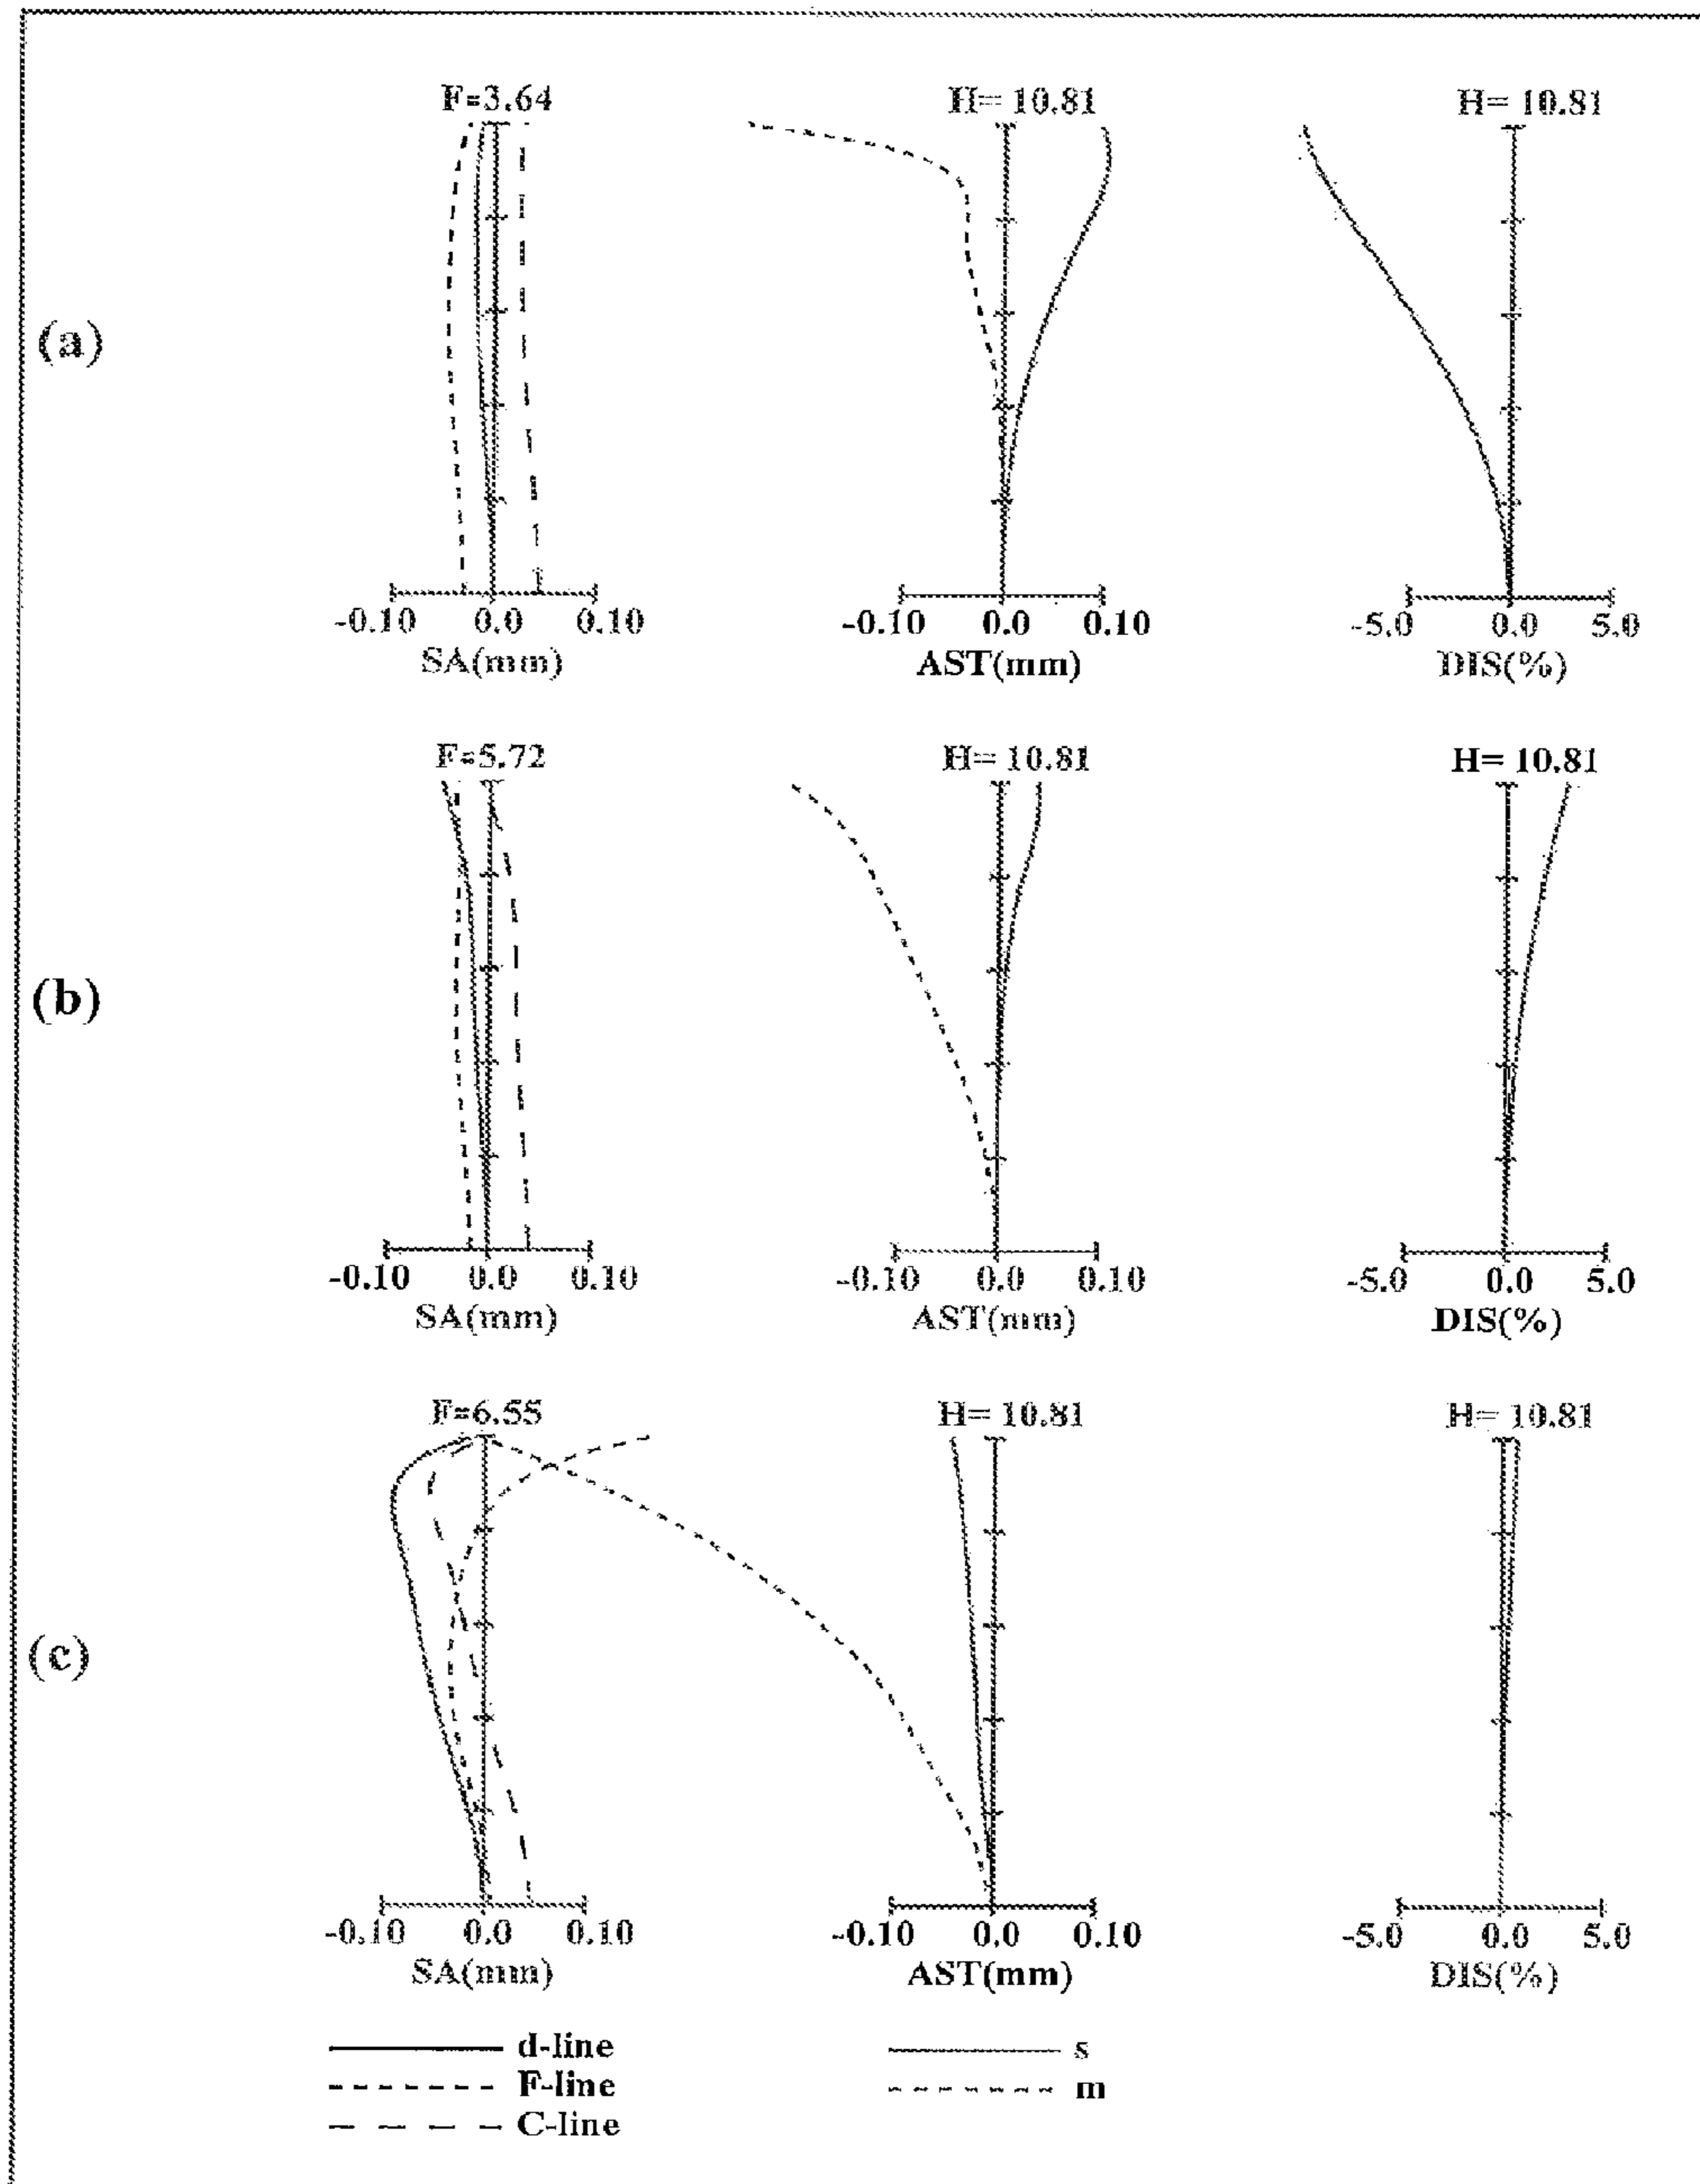 F=3.64 H= 10.81 H= 10.81
(a)
-0.10 0.0 0.10 -0.10 0.0 0.10 -5.0 0.0 5.0
SA(mm) AST(mm) DIS(%)
F=5.72 H= 10.81 H= 10.81
(b)
-0.10 0.0 0.10 -0.10 0.0 0.10 -5.0 0.0 5.0
SA(mm) AST(mm) DIS(%)
F=6.55 H= 10.81 H= 10.81
(c)
-0.10 0.0 0.10 -0.10 0.0 0.10 -5.0 0.0 5.0
SA(mm) AST(mm) DIS(%)
d-line s
F-line m
C-line